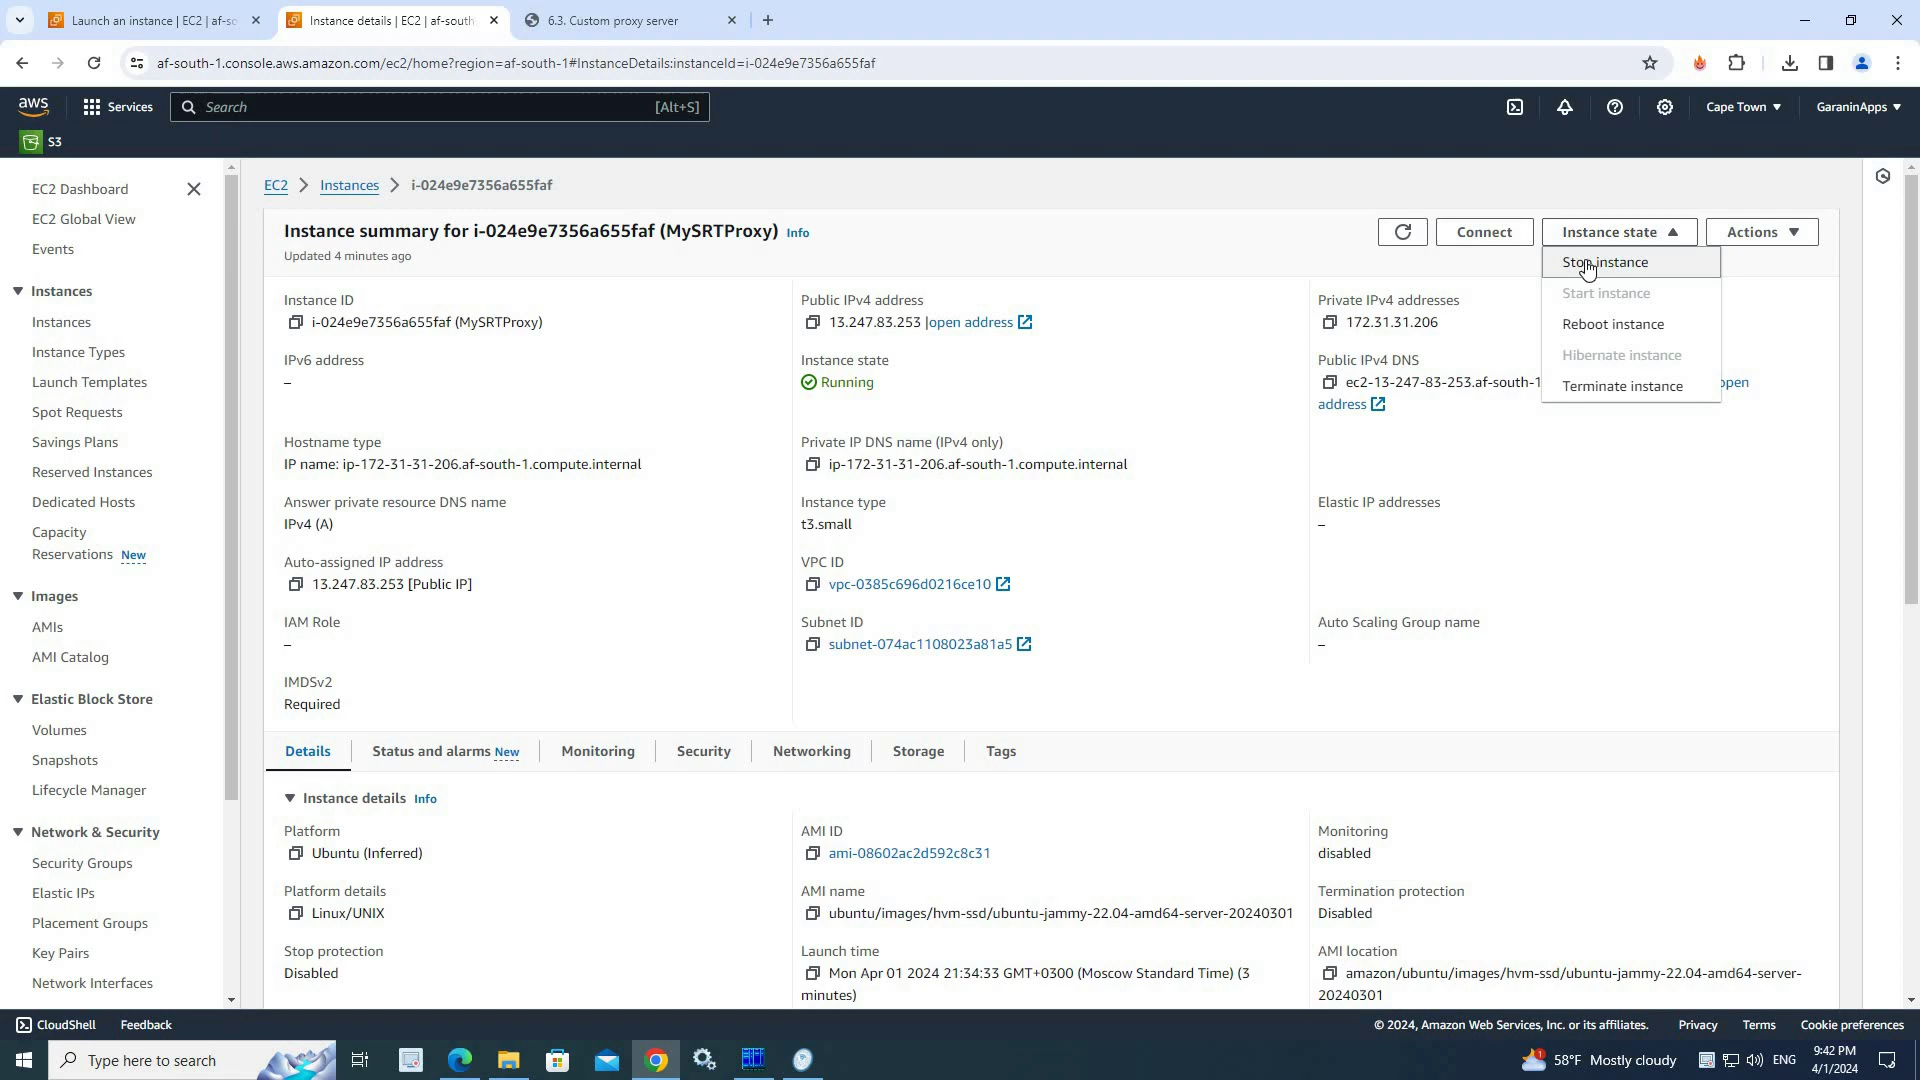 Launch an instance | EC2 | af-so
Instance details | EC2 | af-south
6.3. Custom proxy server
af-south-1.console.aws.amazon.com/ec2/home?region=af-south-1#InstanceDetails:instanceId=i-024e9e7356a655faf
aws
Services
Search
[Alt+S]
Cape Town
GaraninApps
S3
EC2 Dashboard
EC2 Global View
Events
Instances
Instances
Instance Types
Launch Templates
Spot Requests
Savings Plans
Reserved Instances
Dedicated Hosts
Capacity
Reservations New
Images
AMIs
AMI Catalog
Elastic Block Store
Volumes
Snapshots
Lifecycle Manager
Network & Security
Security Groups
Elastic IPs
Placement Groups
Key Pairs
Network Interfaces
EC2 > Instances > i-024e9e7356a655faf
Instance summary for i-024e9e7356a655faf (MySRTProxy) Info
Updated 4 minutes ago
Connect
Instance state
Actions
Stop instance
Start instance
Reboot instance
Hibernate instance
Terminate instance
Instance ID
i-024e9e7356a655faf (MySRTProxy)
Public IPv4 address
13.247.83.253 |open address
Private IPv4 addresses
172.31.31.206
IPv6 address
–
Instance state
Running
Public IPv4 DNS
ec2-13-247-83-253.af-south-1
open
address
Hostname type
IP name: ip-172-31-31-206.af-south-1.compute.internal
Private IP DNS name (IPv4 only)
ip-172-31-31-206.af-south-1.compute.internal
Answer private resource DNS name
IPv4 (A)
Instance type
t3.small
Elastic IP addresses
–
Auto-assigned IP address
13.247.83.253 [Public IP]
VPC ID
vpc-0385c696d0216ce10
IAM Role
–
Subnet ID
subnet-074ac1108023a81a5
Auto Scaling Group name
–
IMDSv2
Required
Details
Status and alarms New
Monitoring
Security
Networking
Storage
Tags
Instance details Info
Platform
Ubuntu (Inferred)
AMI ID
ami-08602ac2d592c8c31
Monitoring
disabled
Platform details
Linux/UNIX
AMI name
ubuntu/images/hvm-ssd/ubuntu-jammy-22.04-amd64-server-20240301
Termination protection
Disabled
Stop protection
Disabled
Launch time
Mon Apr 01 2024 21:34:33 GMT+0300 (Moscow Standard Time) (3
minutes)
AMI location
amazon/ubuntu/images/hvm-ssd/ubuntu-jammy-22.04-amd64-server-
20240301
CloudShell
Feedback
© 2024, Amazon Web Services, Inc. or its affiliates.
Privacy
Terms
Cookie preferences
Type here to search
58°F Mostly cloudy
ENG
9:42 PM
4/1/2024